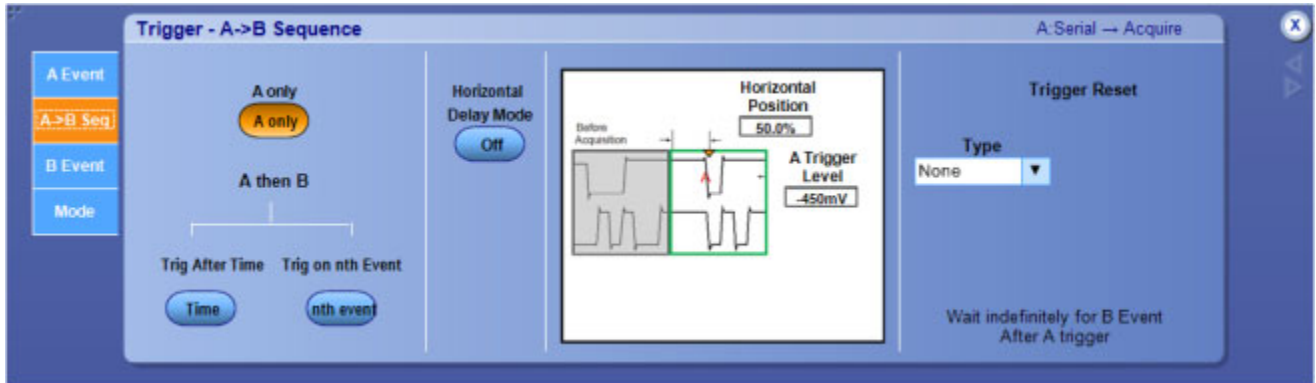 Trigger - A->B Sequence
A:Serial → Acquire
X
A Event
A->B Seq
B Event
Mode
A only
A only
A then B
Trig After Time
Trig on nth Event
Time
nth event
Horizontal
Delay Mode
Off
Before
Acquisition
Horizontal
Position
50.0%
A
A Trigger
Level
-450mV
Trigger Reset
Type
None
Wait indefinitely for B Event
After A trigger